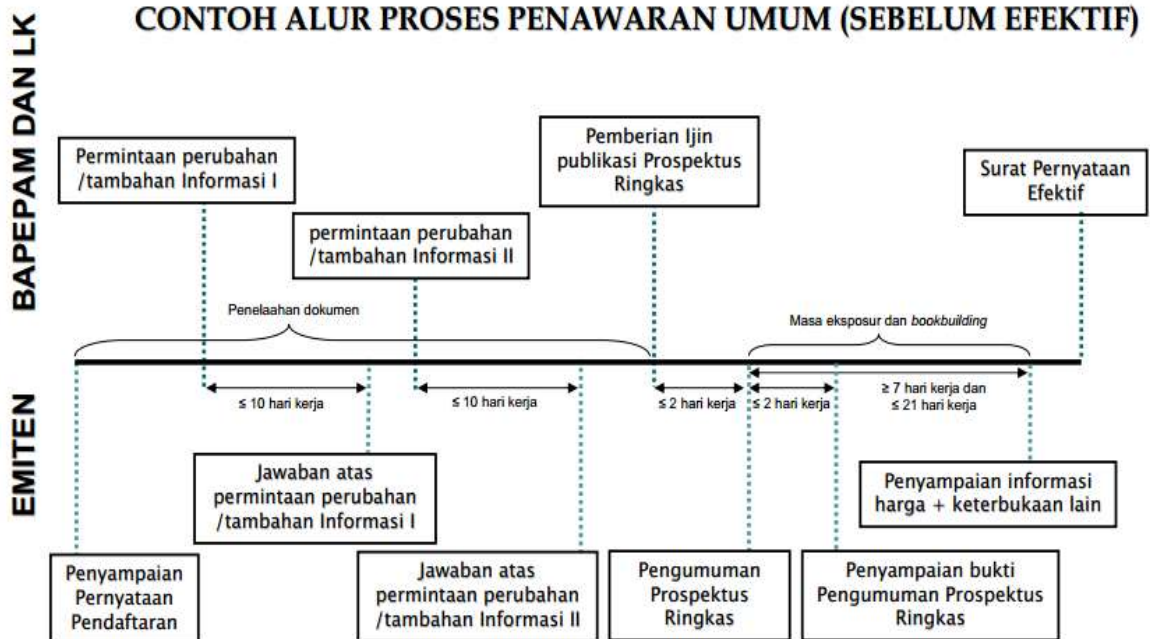 CONTOH ALUR PROSES PENAWARAN UMUM (SEBELUM EFEKTIF)
BAPEPAM DAN LK
Permintaan perubahan
/tambahan Informasi I
permintaan perubahan
/tambahan Informasi II
Pemberian Ijin
publikasi Prospektus
Ringkas
Surat Pernyataan
Efektif
Penelaahan dokumen
Masa eksposur dan bookbuilding
≤ 10 hari kerja
≤ 10 hari kerja
≤ 2 hari kerja
≤ 2 hari kerja
≥ 7 hari kerja dan
≤ 21 hari kerja
EMITEN
Penyampaian
Pernyataan
Pendaftaran
Jawaban atas
permintaan perubahan
/tambahan Informasi I
Jawaban atas
permintaan perubahan
/tambahan Informasi II
Pengumuman
Prospektus
Ringkas
Penyampaian bukti
Pengumuman Prospektus
Ringkas
Penyampaian informasi
harga + keterbukaan lain